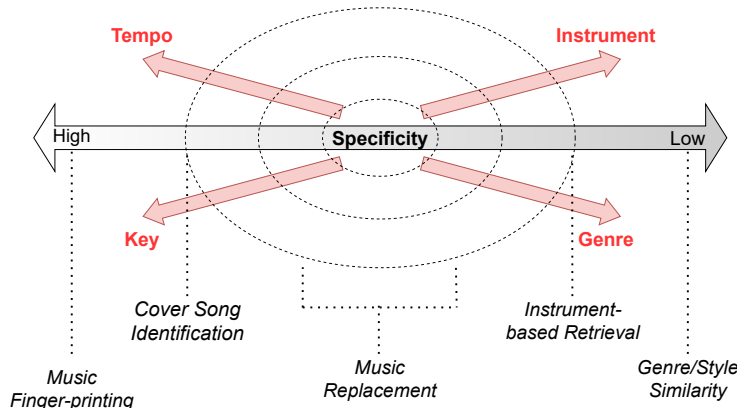 Tempo
Instrument
High
Specificity
Low
Key
Genre
Cover Song
Identification
Instrument-
based Retrieval
Music
Finger-printing
Music
Replacement
Genre/Style
Similarity